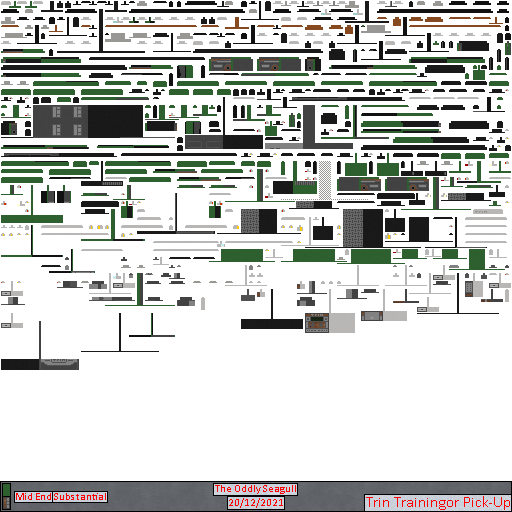 The Oddly Seagull
Mid End Substantial
20/12/2021
Trin Trainingor Pick-Up